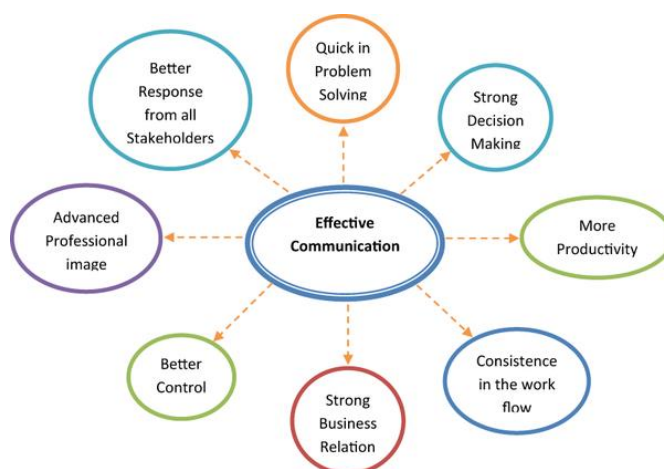 Quick in
Problem
Solving
Better
Response
from all
Stakeholders
Strong
Decision
Making
Advanced
Professional
image
Effective
Communication
More
Productivity
Better
Control
Strong
Business
Relation
Consistence
in the work
flow